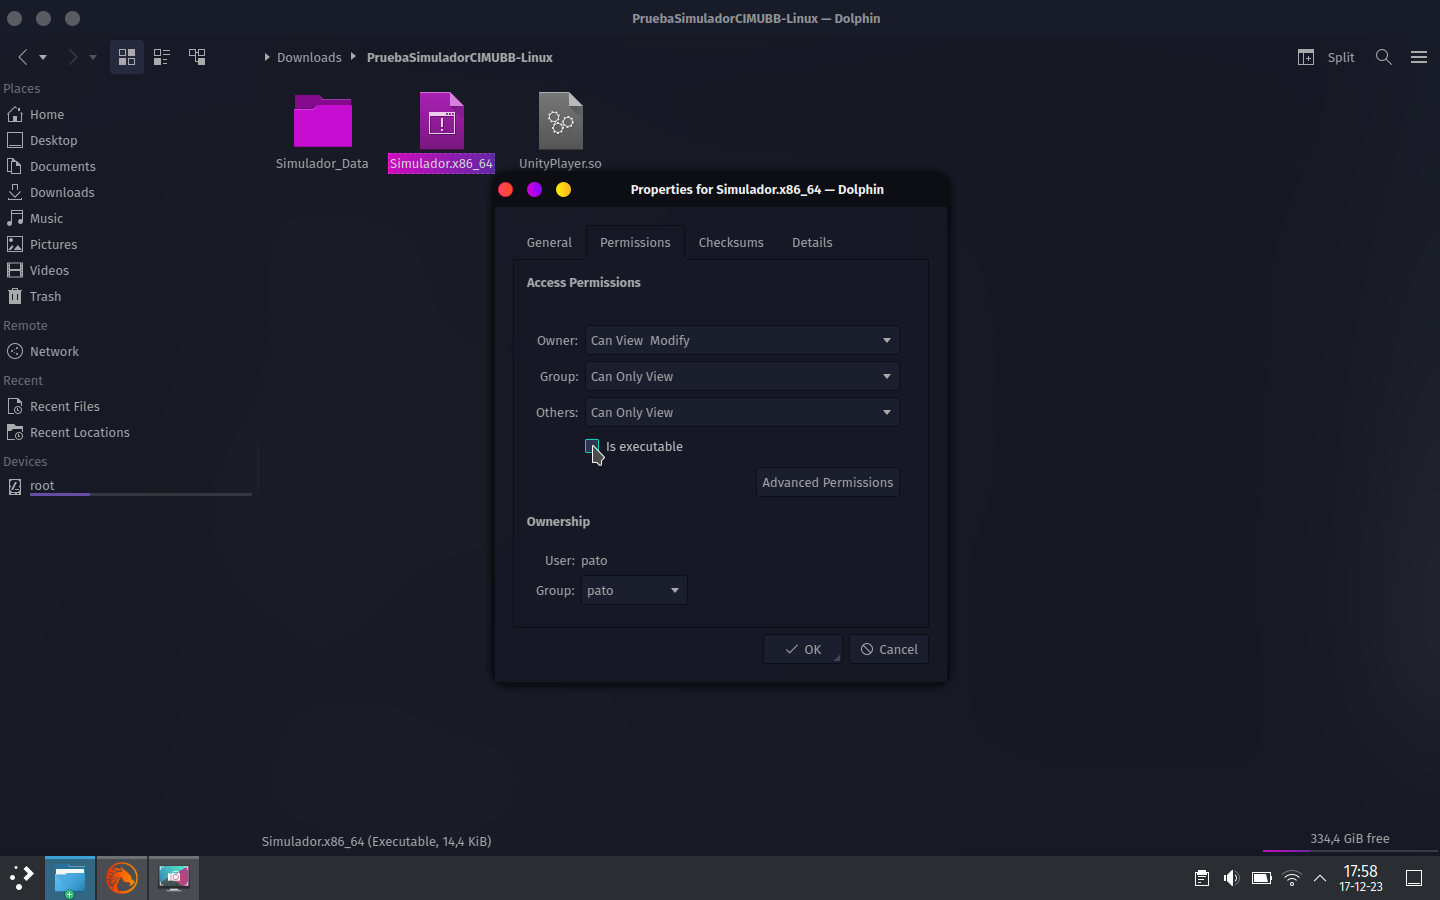 PruebaSimuladorCIMUBB-Linux — Dolphin
Downloads PruebaSimuladorCIMUBB-Linux
Split
Places
Home
Desktop
Documents
Downloads
Music
Pictures
Videos
Trash
Remote
Network
Recent
Recent Files
Recent Locations
Devices
root
Simulador_Data
Simulador.x86_64
UnityPlayer.so
Properties for Simulador.x86_64 — Dolphin
General Permissions Checksums Details
Access Permissions
Owner: Can View Modify
Group: Can Only View
Others: Can Only View
Is executable
Advanced Permissions
Ownership
User: pato
Group: pato
OK Cancel
Simulador.x86_64 (Executable, 14,4 KiB)
334,4 GiB free
17:58
17-12-23